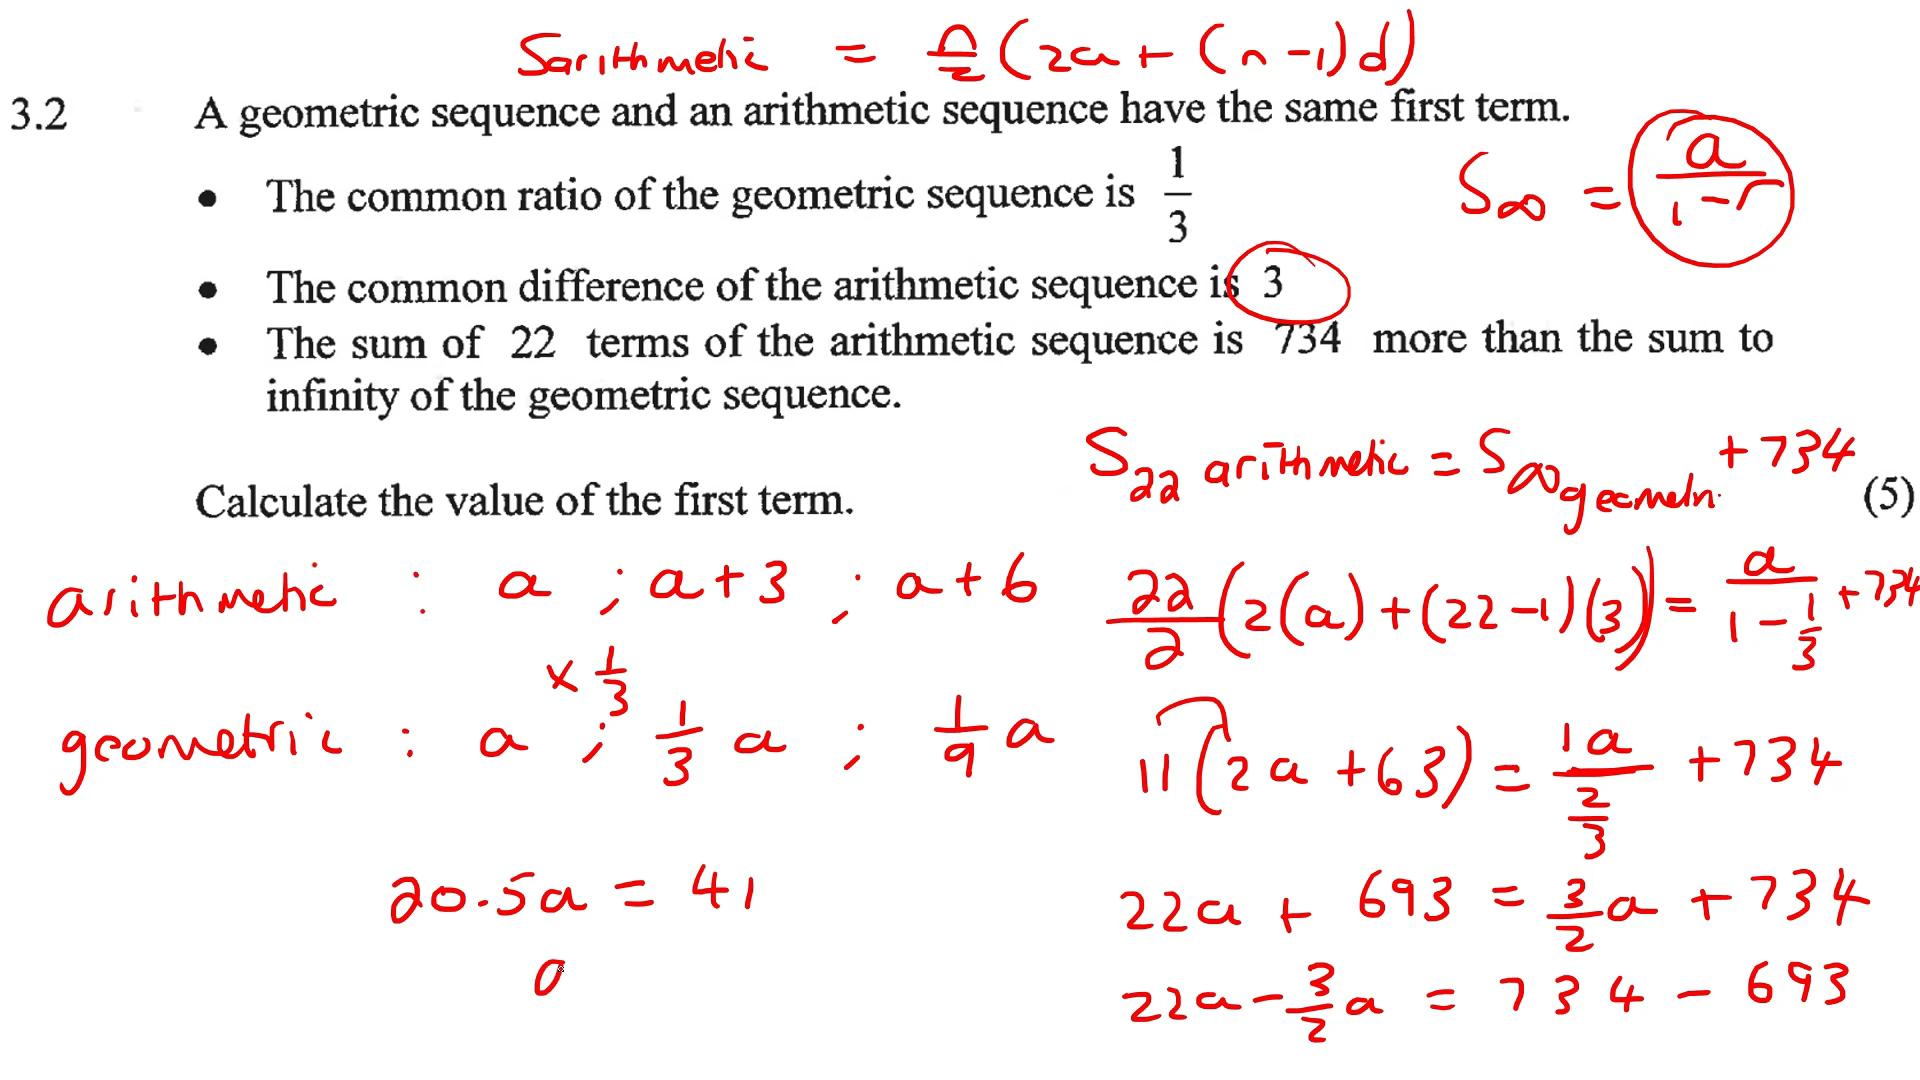 Sarithmetic = n/2 (2a + (n - 1)d)
3.2 A geometric sequence and an arithmetic sequence have the same first term.
• The common ratio of the geometric sequence is 1/3
S∞ = a/(1 - r)
• The common difference of the arithmetic sequence is 3
• The sum of 22 terms of the arithmetic sequence is 734 more than the sum to
infinity of the geometric sequence.
S22 arithmetic = S∞ geometri. + 734
Calculate the value of the first term. (5)
arithmetic : a ; a + 3 ; a + 6
22/2 (2(a) + (22 - 1)(3)) = a/(1 - 1/3) + 734
× 1/3
geometric : a ; 1/3 a ; 1/9 a
11(2a + 63) = 1a/(2/3) + 734
20.5a = 41
22a + 693 = 3/2 a + 734
22a - 3/2 a = 734 - 693